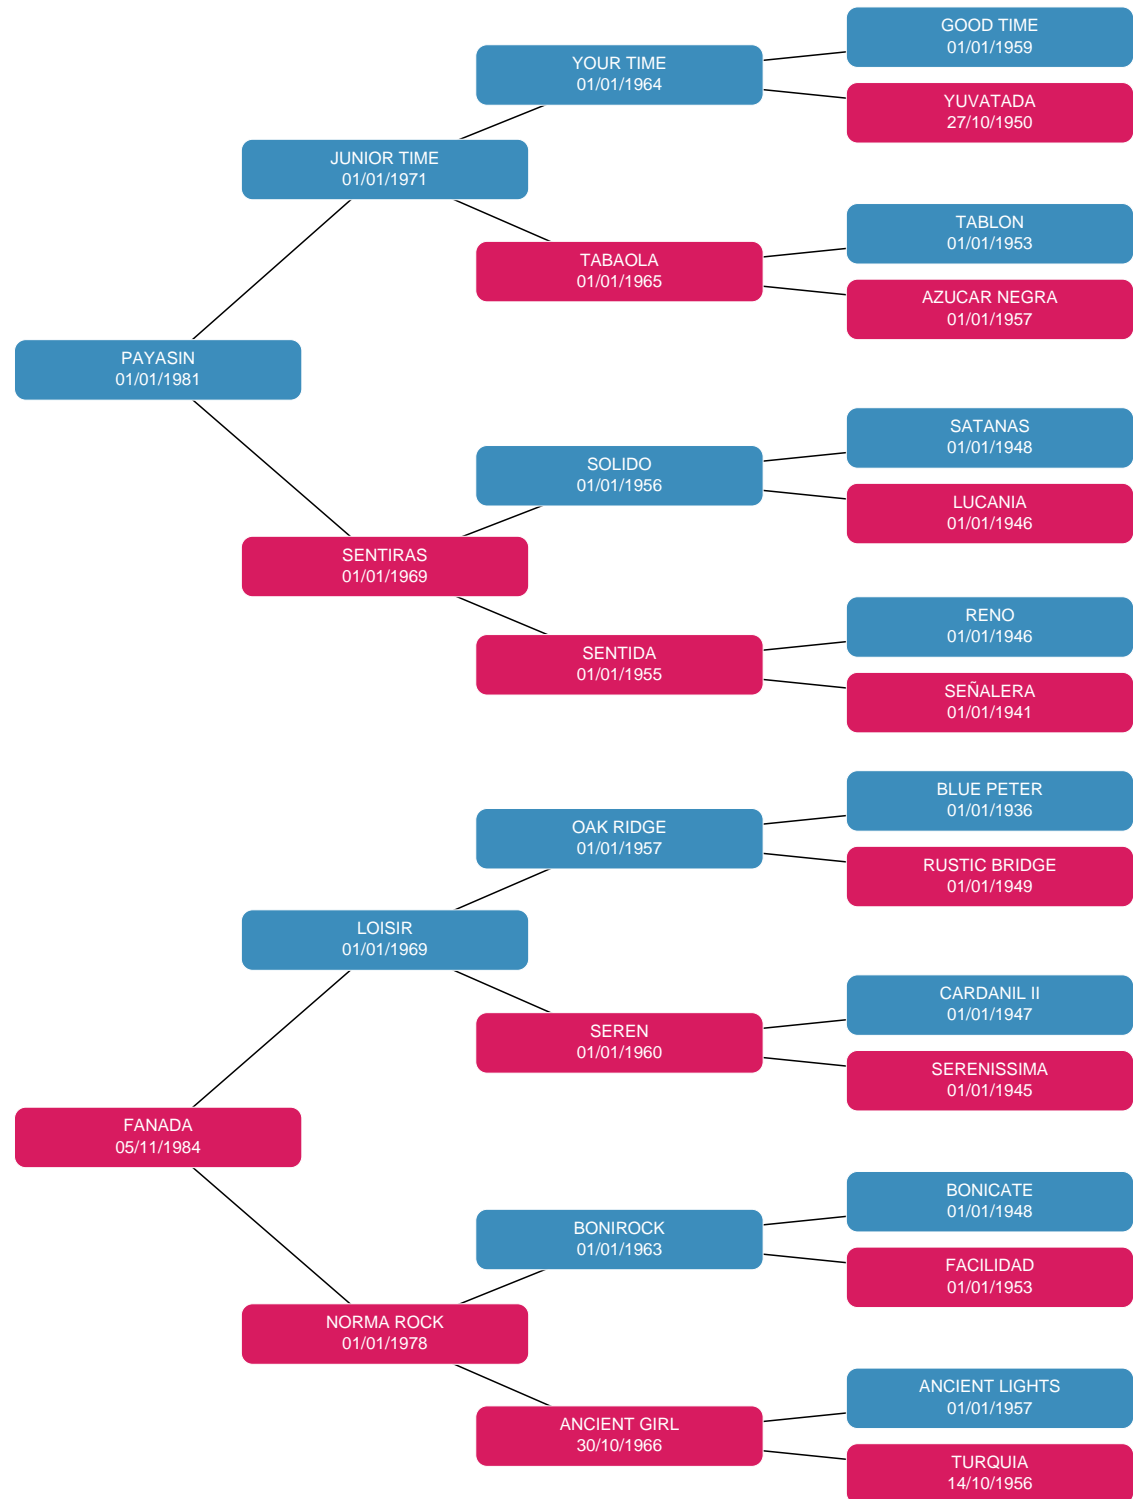 GOOD TIME
01/01/1959
YOUR TIME
01/01/1964
YUVATADA
27/10/1950
JUNIOR TIME
01/01/1971
TABLON
01/01/1953
TABAOLA
01/01/1965
AZUCAR NEGRA
01/01/1957
PAYASIN
01/01/1981
SATANAS
01/01/1948
SOLIDO
01/01/1956
LUCANIA
01/01/1946
SENTIRAS
01/01/1969
RENO
01/01/1946
SENTIDA
01/01/1955
SEÑALERA
01/01/1941
BLUE PETER
01/01/1936
OAK RIDGE
01/01/1957
RUSTIC BRIDGE
01/01/1949
LOISIR
01/01/1969
CARDANIL II
01/01/1947
SEREN
01/01/1960
SERENISSIMA
01/01/1945
FANADA
05/11/1984
BONICATE
01/01/1948
BONIROCK
01/01/1963
FACILIDAD
01/01/1953
NORMA ROCK
01/01/1978
ANCIENT LIGHTS
01/01/1957
ANCIENT GIRL
30/10/1966
TURQUIA
14/10/1956